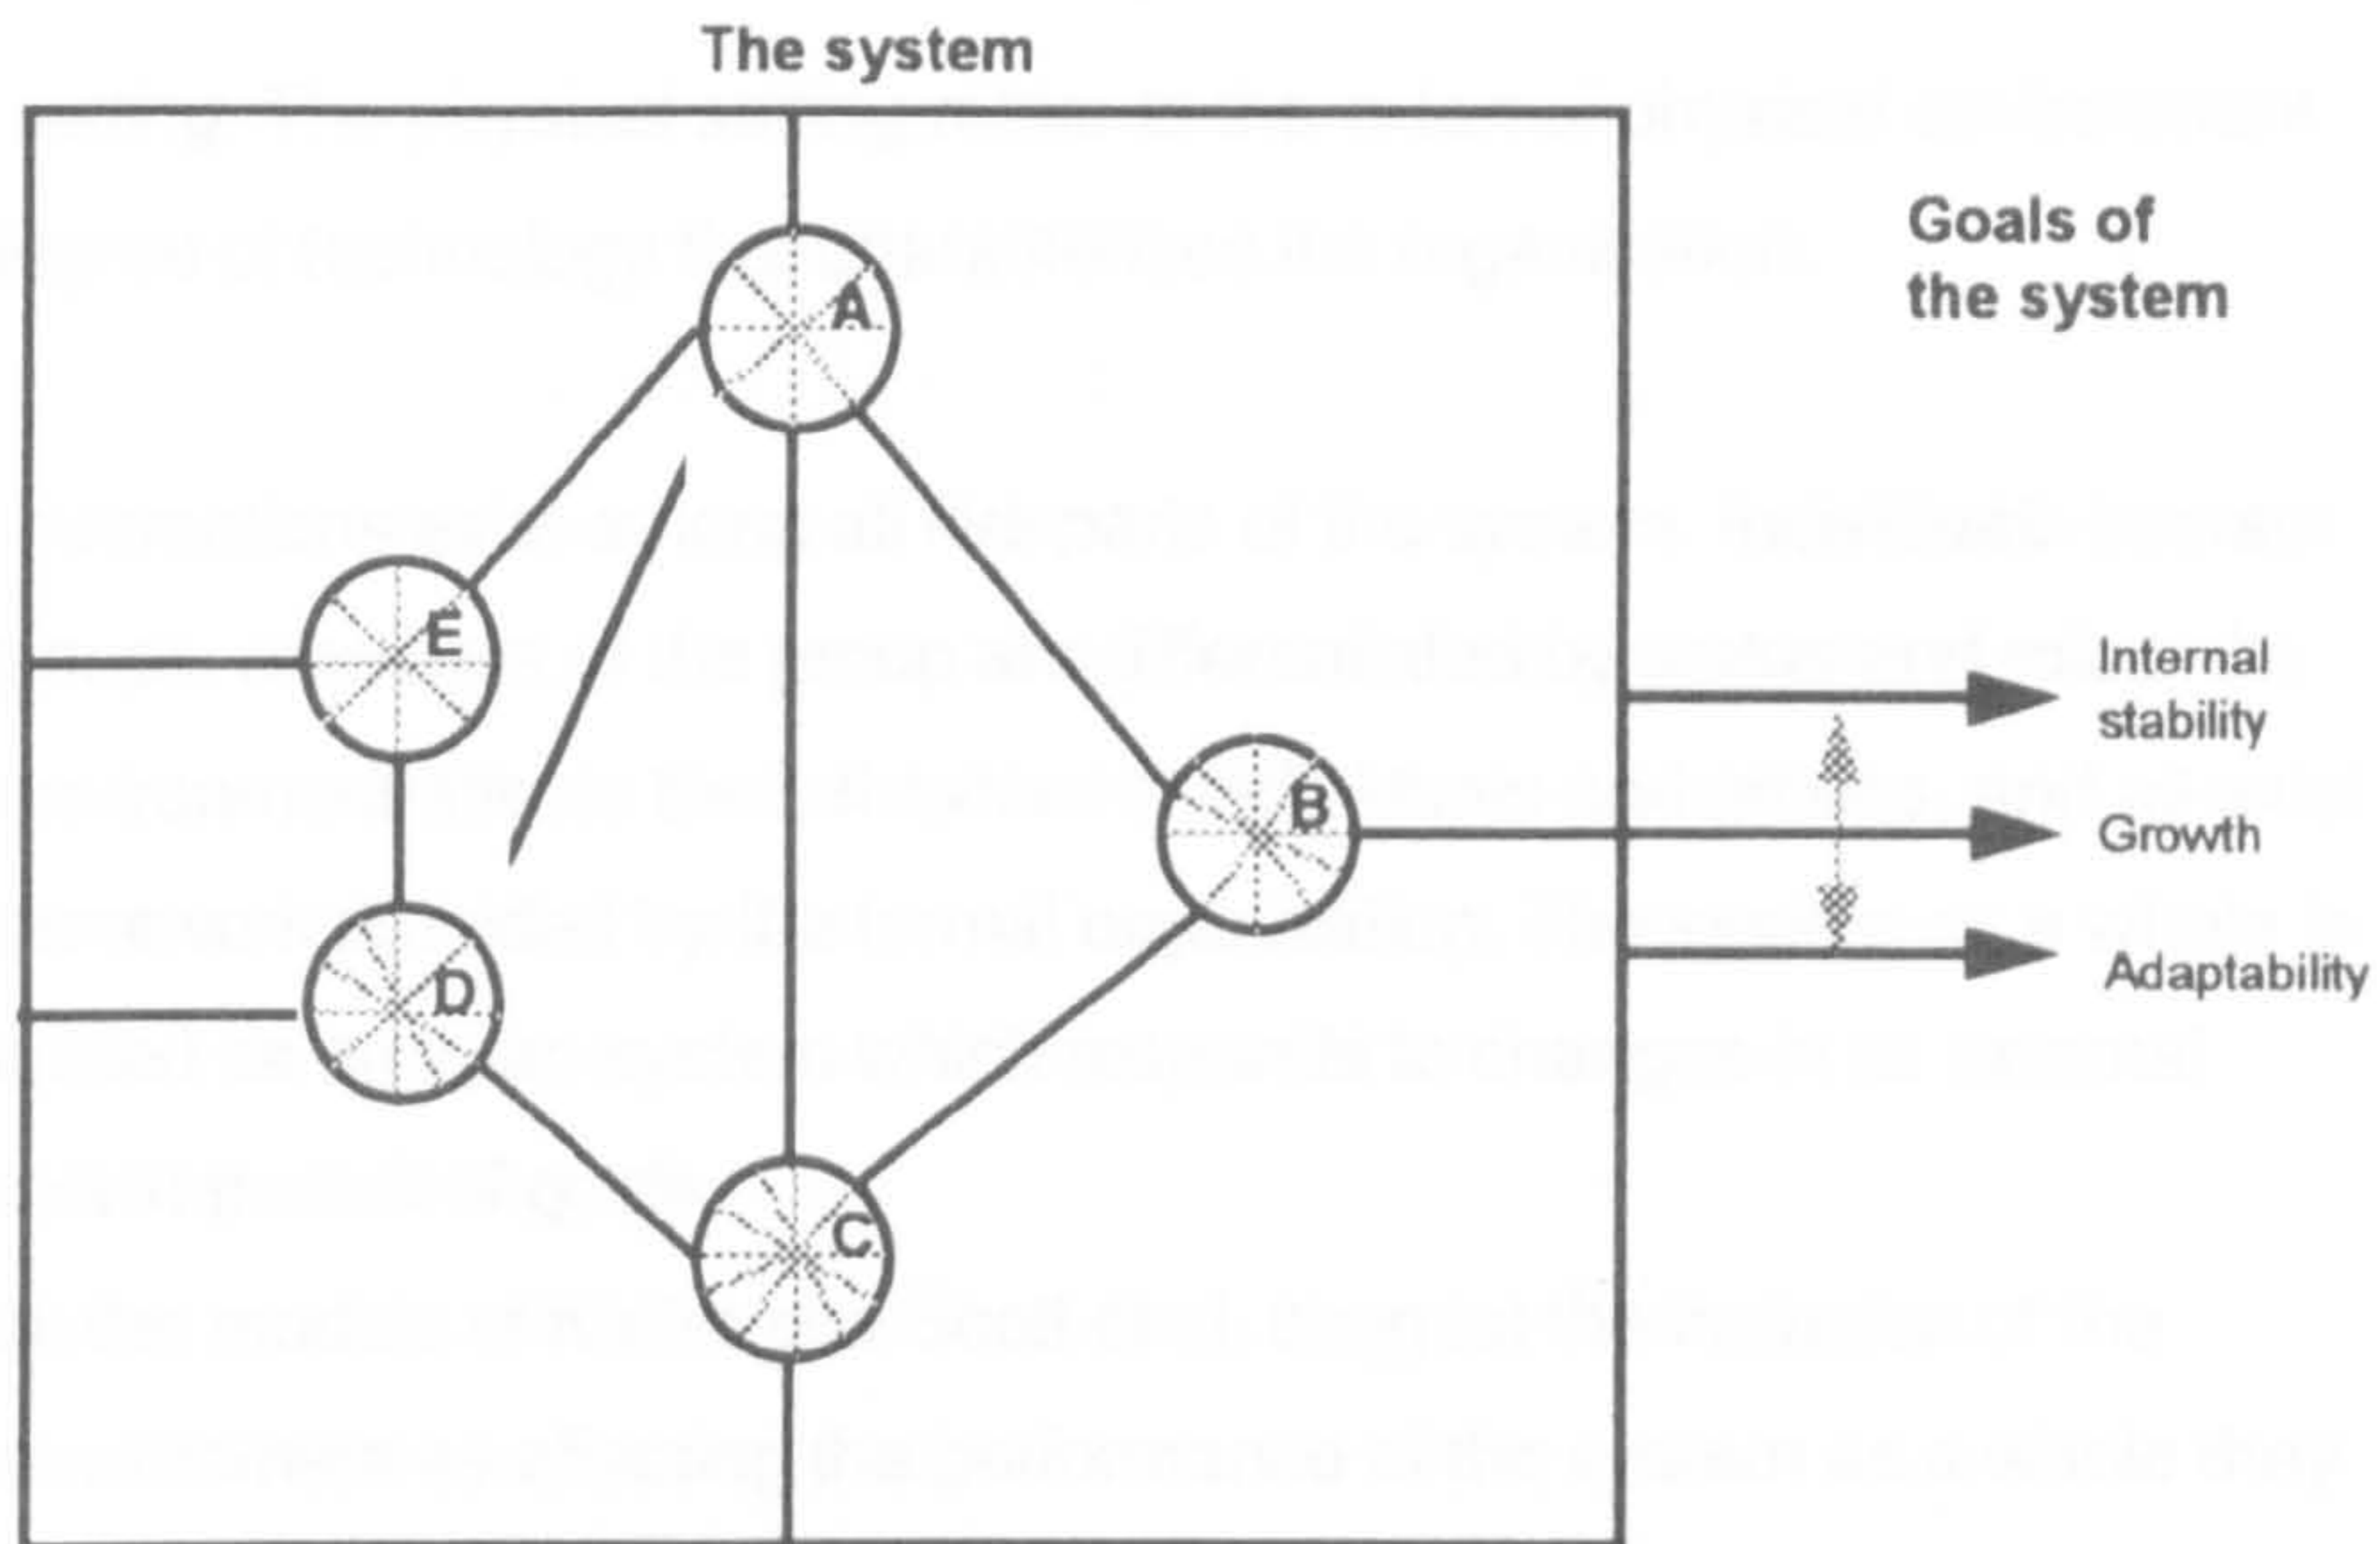 The system
Goals of
the system
A
E
Internal
stability
B
Growth
D
Adaptability
C